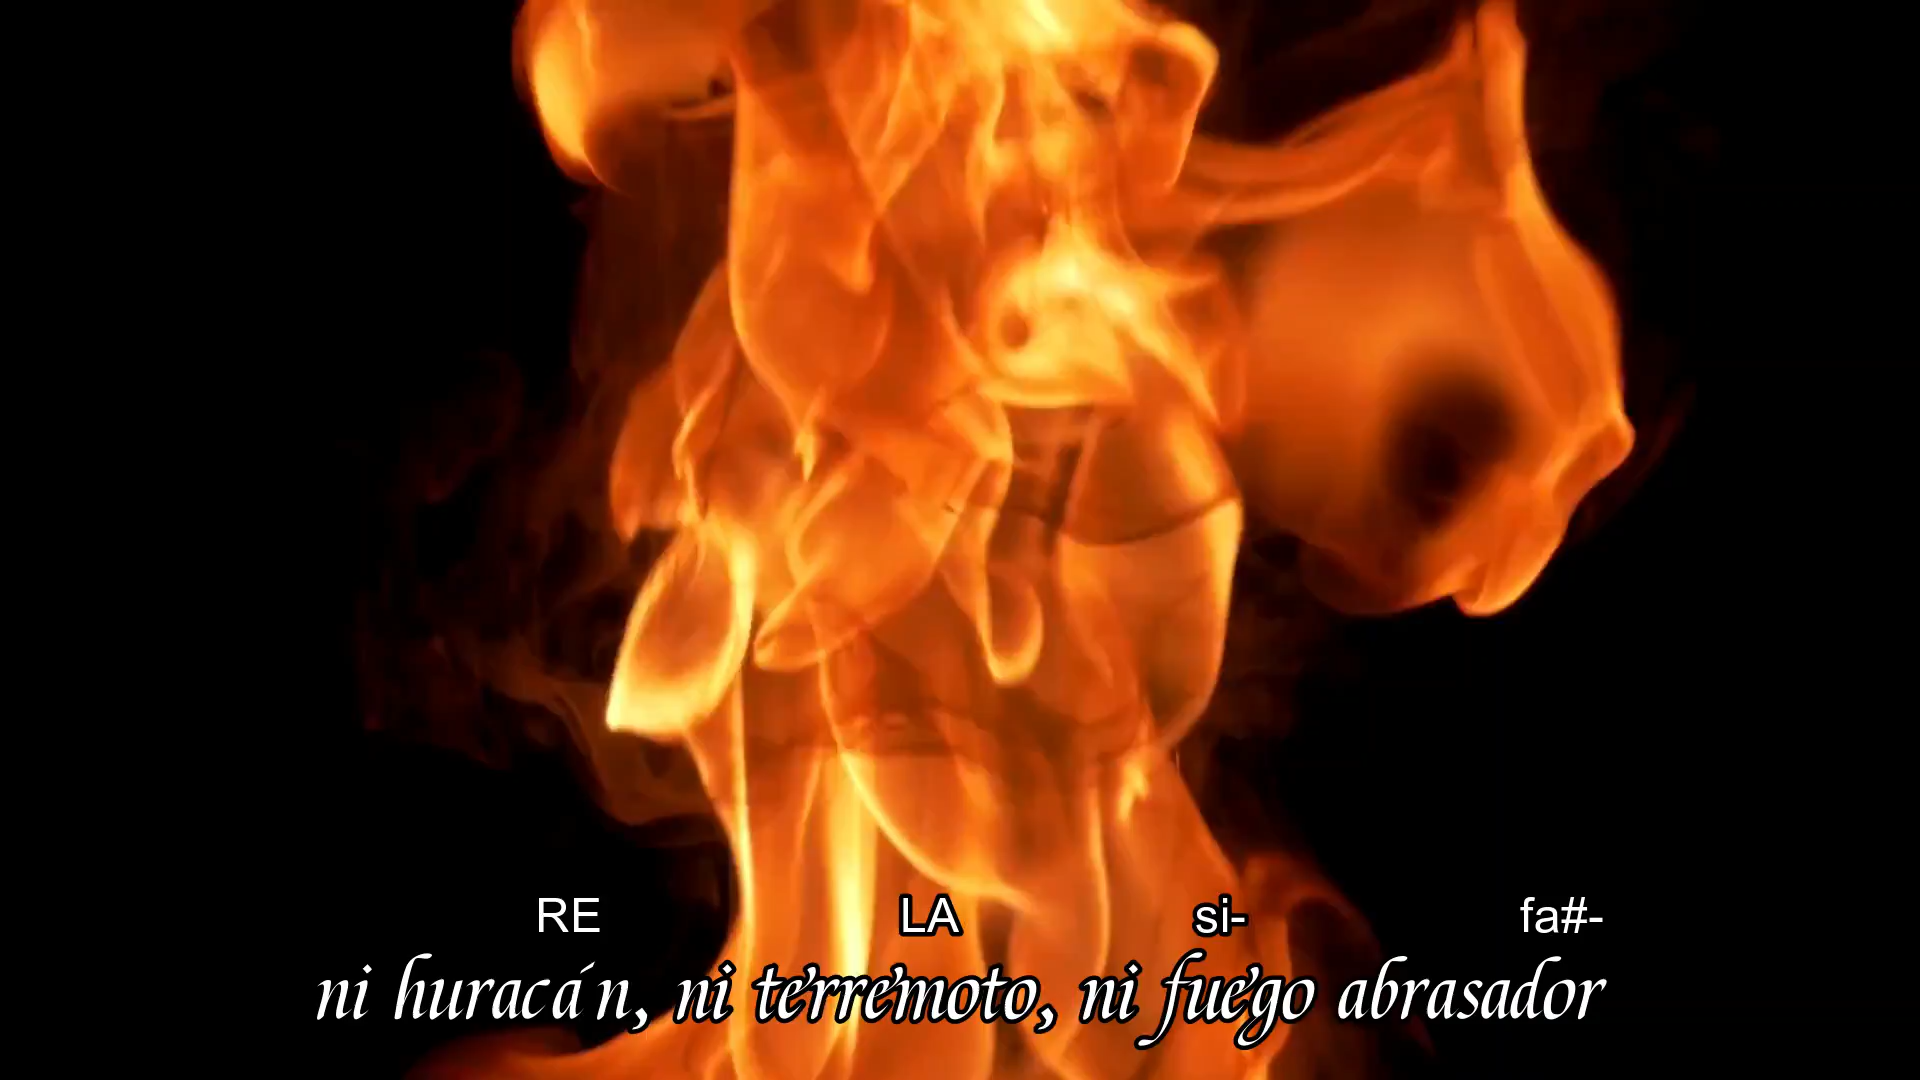 RE LA si- fa#-
ni huracán, ni terremoto, ni fuego abrasador